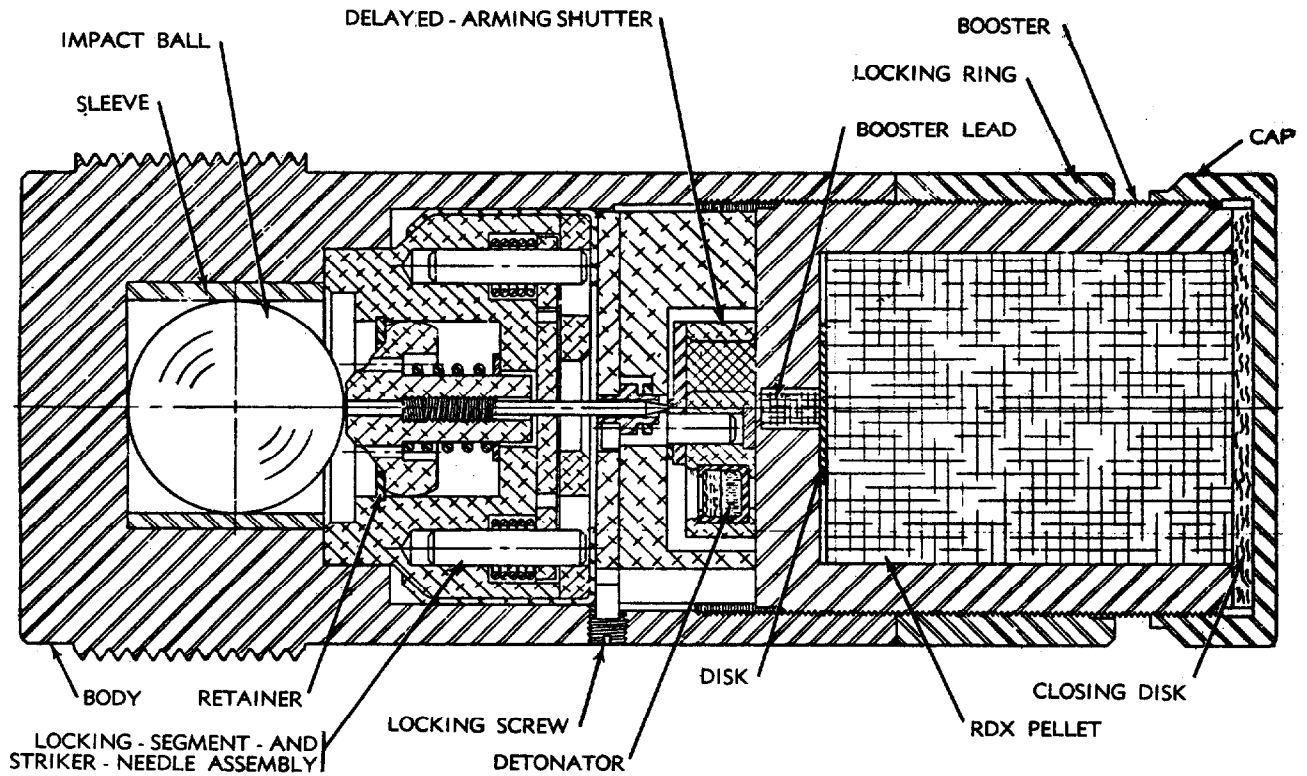 DELAYED - ARMING SHUTTER
BOOSTER
IMPACT BALL
LOCKING RING
SLEEVE
BOOSTER LEAD
CAP
BODY
RETAINER
DISK
CLOSING DISK
LOCKING SCREW
RDX PELLET
LOCKING - SEGMENT - AND
STRIKER - NEEDLE ASSEMBLY
DETONATOR